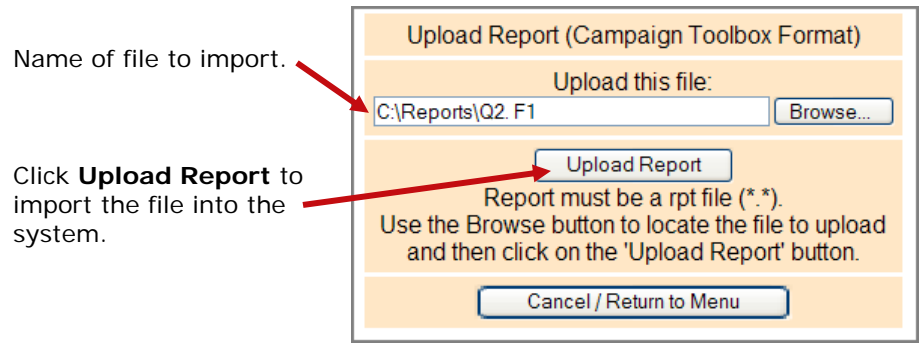 Name of file to import.
Click Upload Report to
import the file into the
system.
Upload Report (Campaign Toolbox Format)
Upload this file:
C:\Reports\Q2. F1 Browse...
Upload Report
Report must be a rpt file (*.*).
Use the Browse button to locate the file to upload
and then click on the 'Upload Report' button.
Cancel / Return to Menu